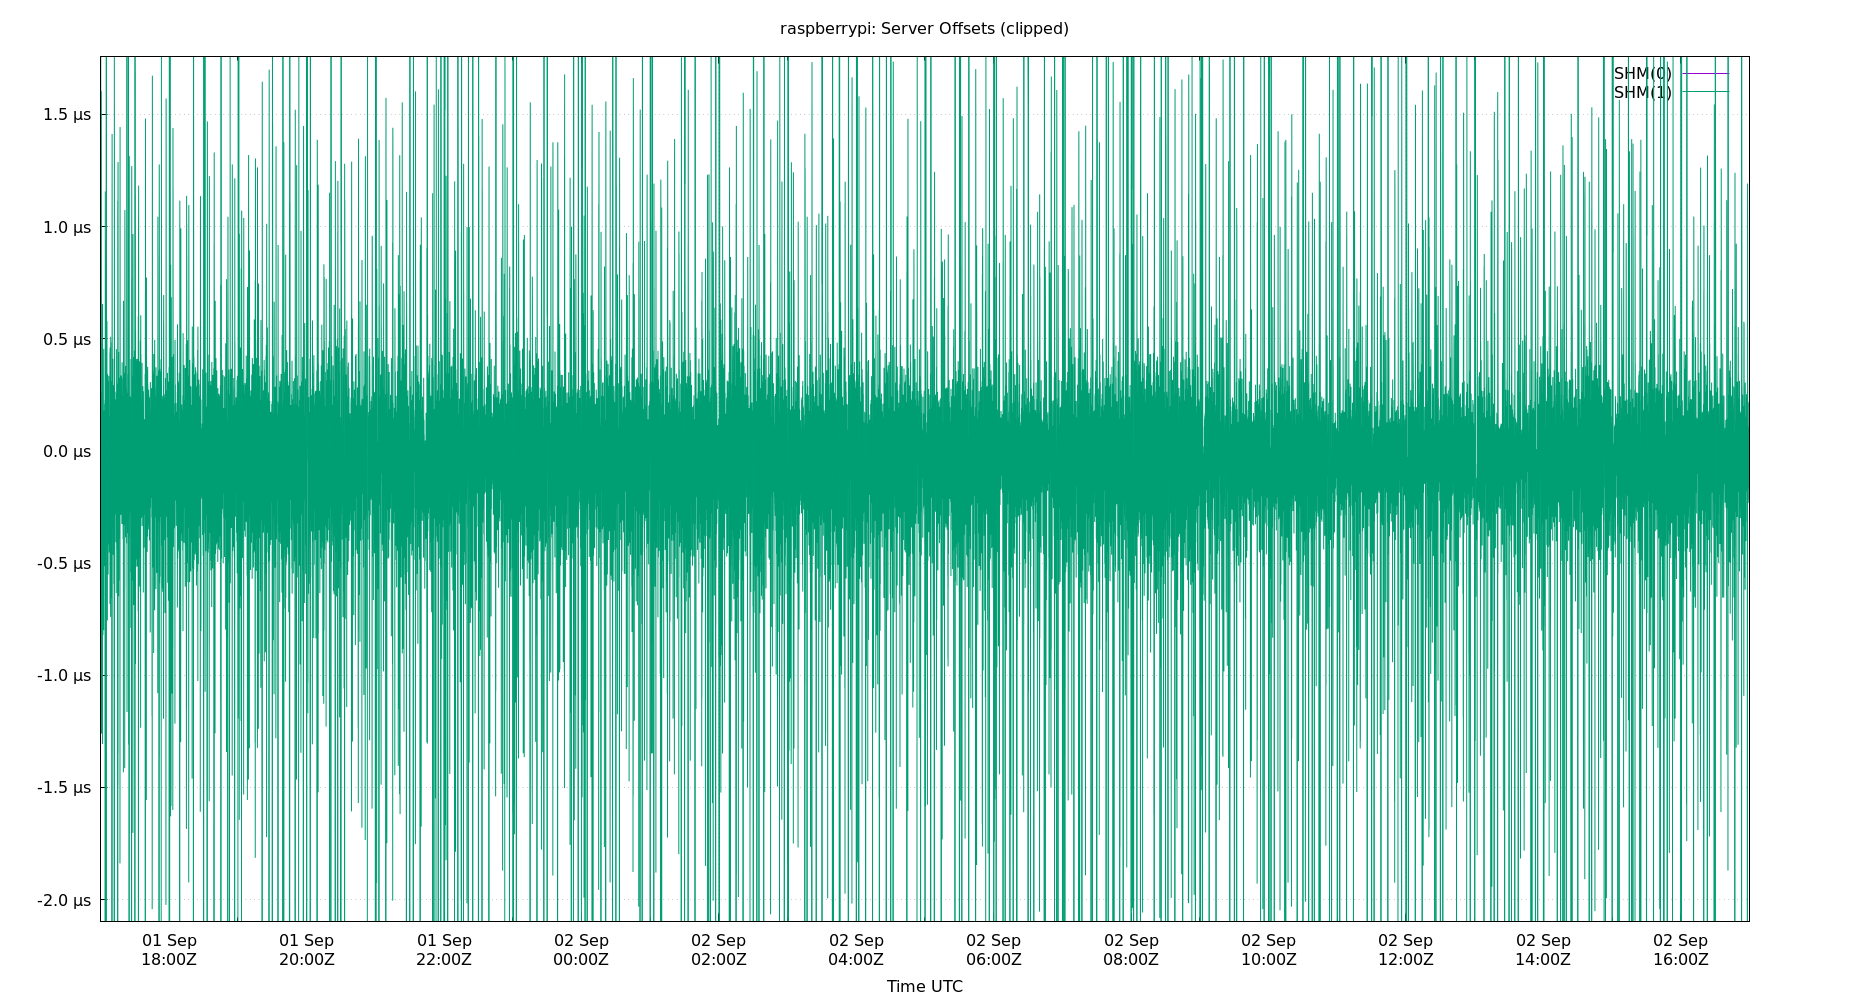 raspberrypi: Server Offsets (clipped)
SHM(0)
SHM(1)
1.5 µs
1.0 µs
0.5 µs
0.0 µs
-0.5 µs
-1.0 µs
-1.5 µs
-2.0 µs
01 Sep 01 Sep 01 Sep 02 Sep 02 Sep 02 Sep 02 Sep 02 Sep 02 Sep 02 Sep 02 Sep 02 Sep
18:00Z 20:00Z 22:00Z 00:00Z 02:00Z 04:00Z 06:00Z 08:00Z 10:00Z 12:00Z 14:00Z 16:00Z
Time UTC